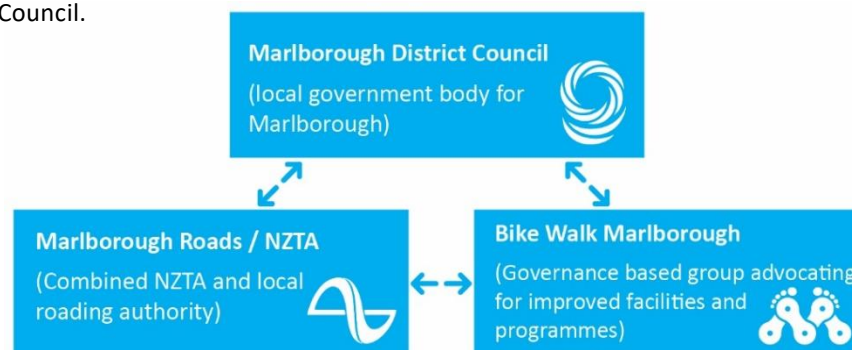 Council.
Marlborough District Council
(local government body for
Marlborough)
Marlborough Roads / NZTA
(Combined NZTA and local
roading authority)
Bike Walk Marlborough
(Governance based group advocating
for improved facilities and
programmes)